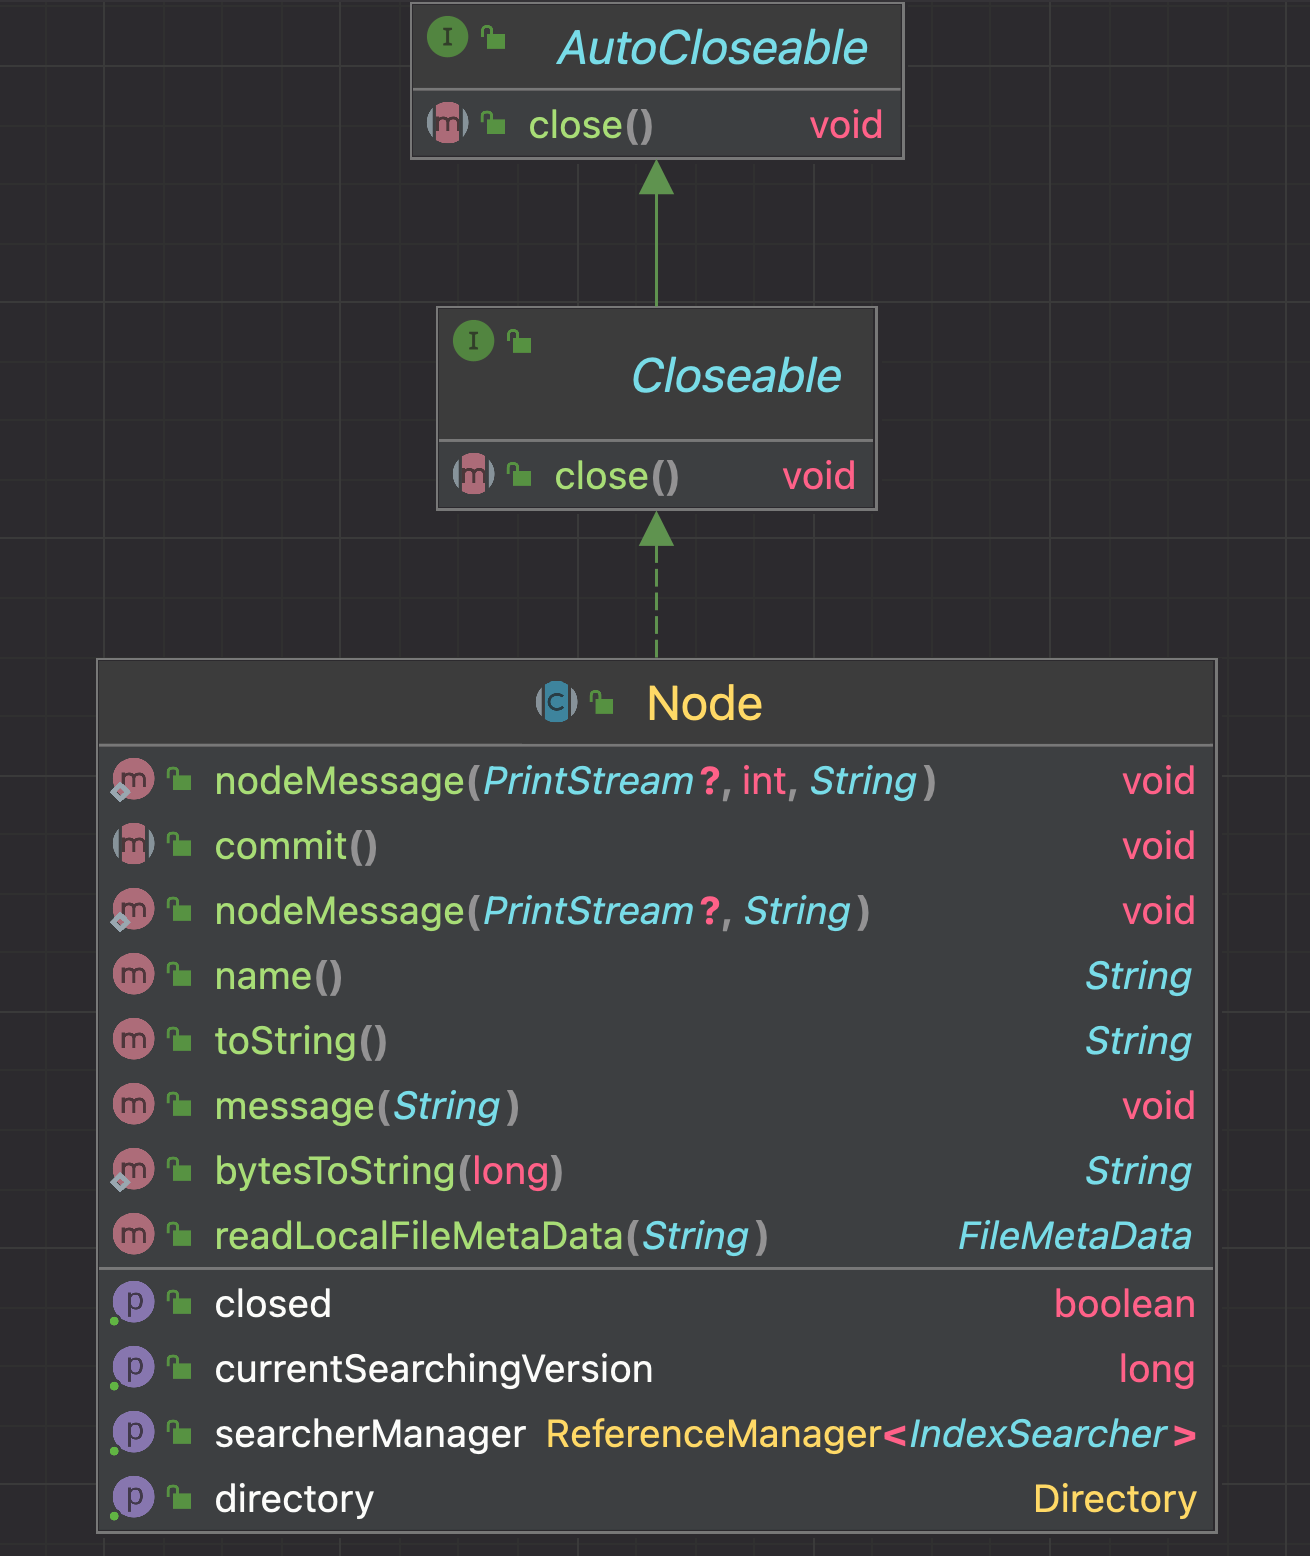 I AutoCloseable
m close() void
I Closeable
m close() void
C Node
m nodeMessage(PrintStream?, int, String) void
m commit() void
m nodeMessage(PrintStream?, String) void
m name() String
m toString() String
m message(String) void
m bytesToString(long) String
m readLocalFileMetaData(String) FileMetaData
p closed boolean
p currentSearchingVersion long
p searcherManager ReferenceManager<IndexSearcher>
p directory Directory